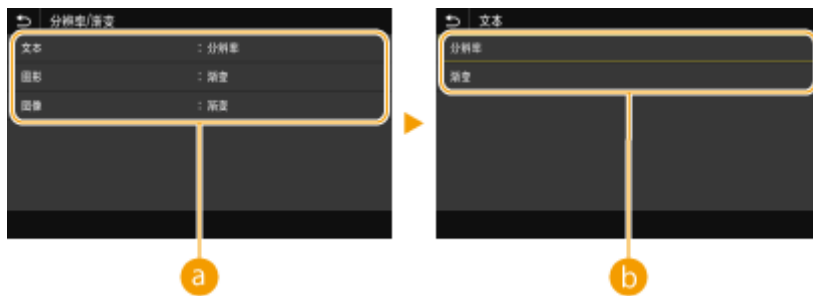 分辨率/渐变
文本 : 分辨率
图形 : 渐变
图像 : 渐变
a
文本
分辨率
渐变
b